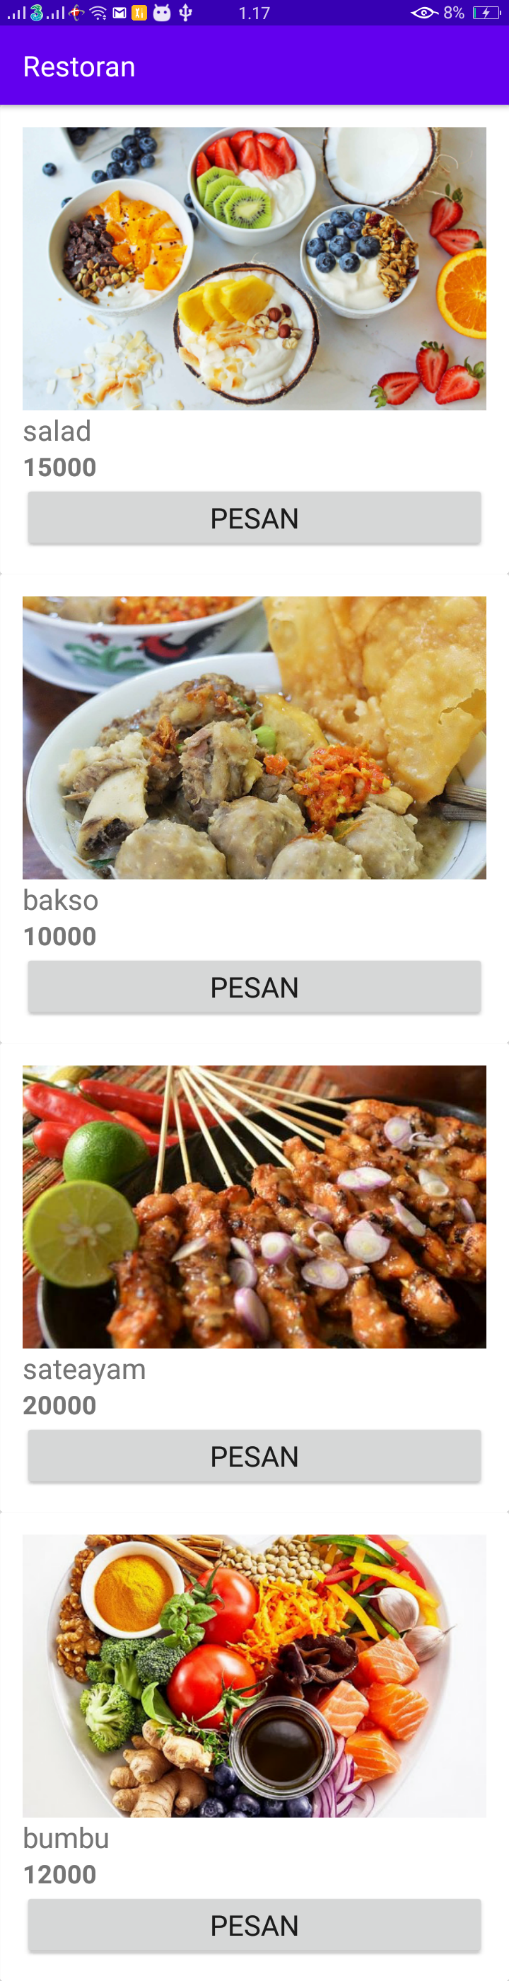 1.17
8%
Restoran
salad
15000
PESAN
bakso
10000
PESAN
sateayam
20000
PESAN
bumbu
12000
PESAN